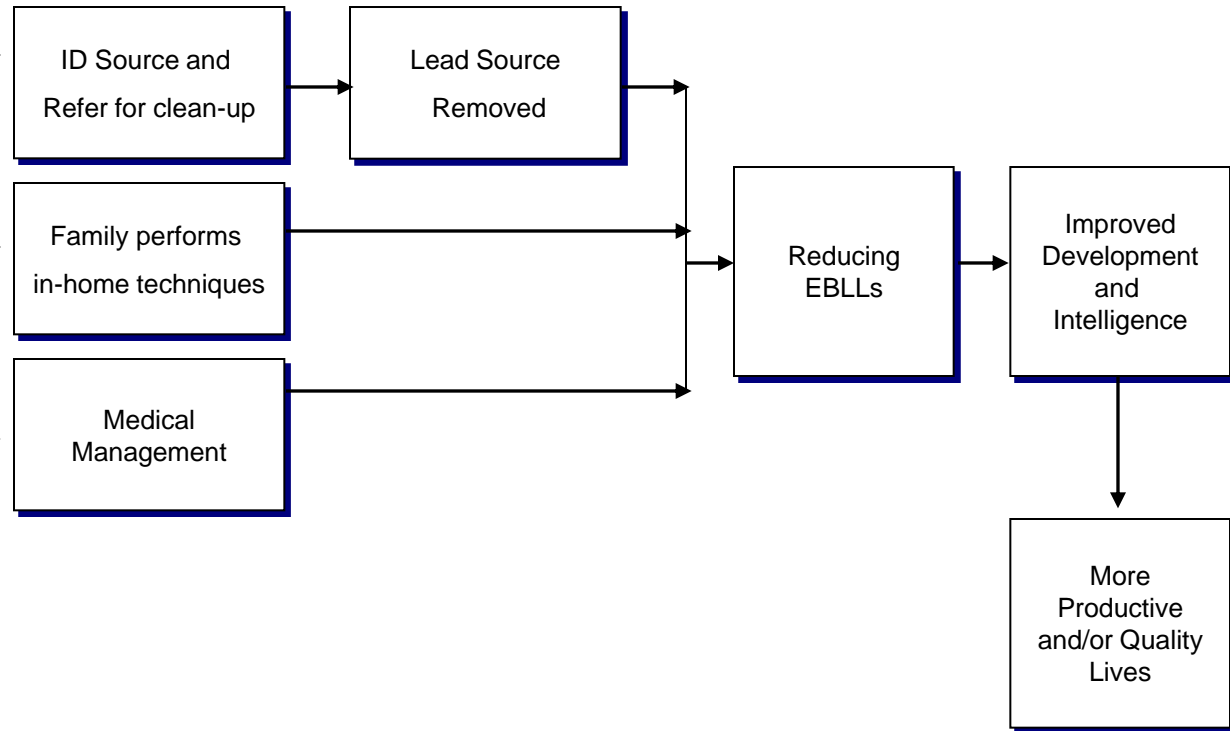 ID Source and
Refer for clean-up
Lead Source
Removed
Family performs
in-home techniques
Medical
Management
Reducing
EBLLs
Improved
Development
and
Intelligence
More
Productive
and/or Quality
Lives